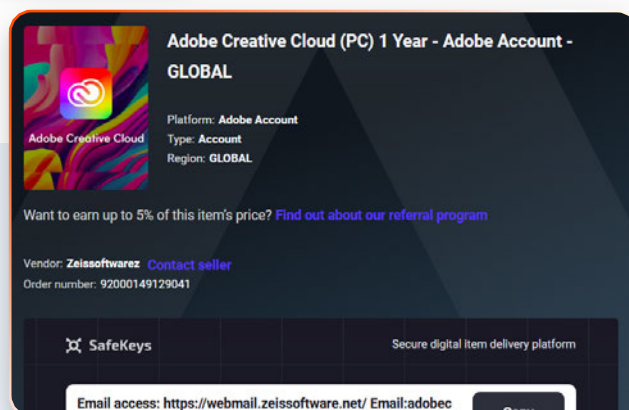 Adobe Creative Cloud (PC) 1 Year - Adobe Account -
GLOBAL
Adobe Creative Cloud
Platform: Adobe Account
Type: Account
Region: GLOBAL
Want to earn up to 5% of this item's price? Find out about our referral program
Vendor: Zeissoftwarez Contact seller
Order number: 92000149129041
SafeKeys
Secure digital item delivery platform
Email access: https://webmail.zeissoftware.net/ Email:adobec
Copy